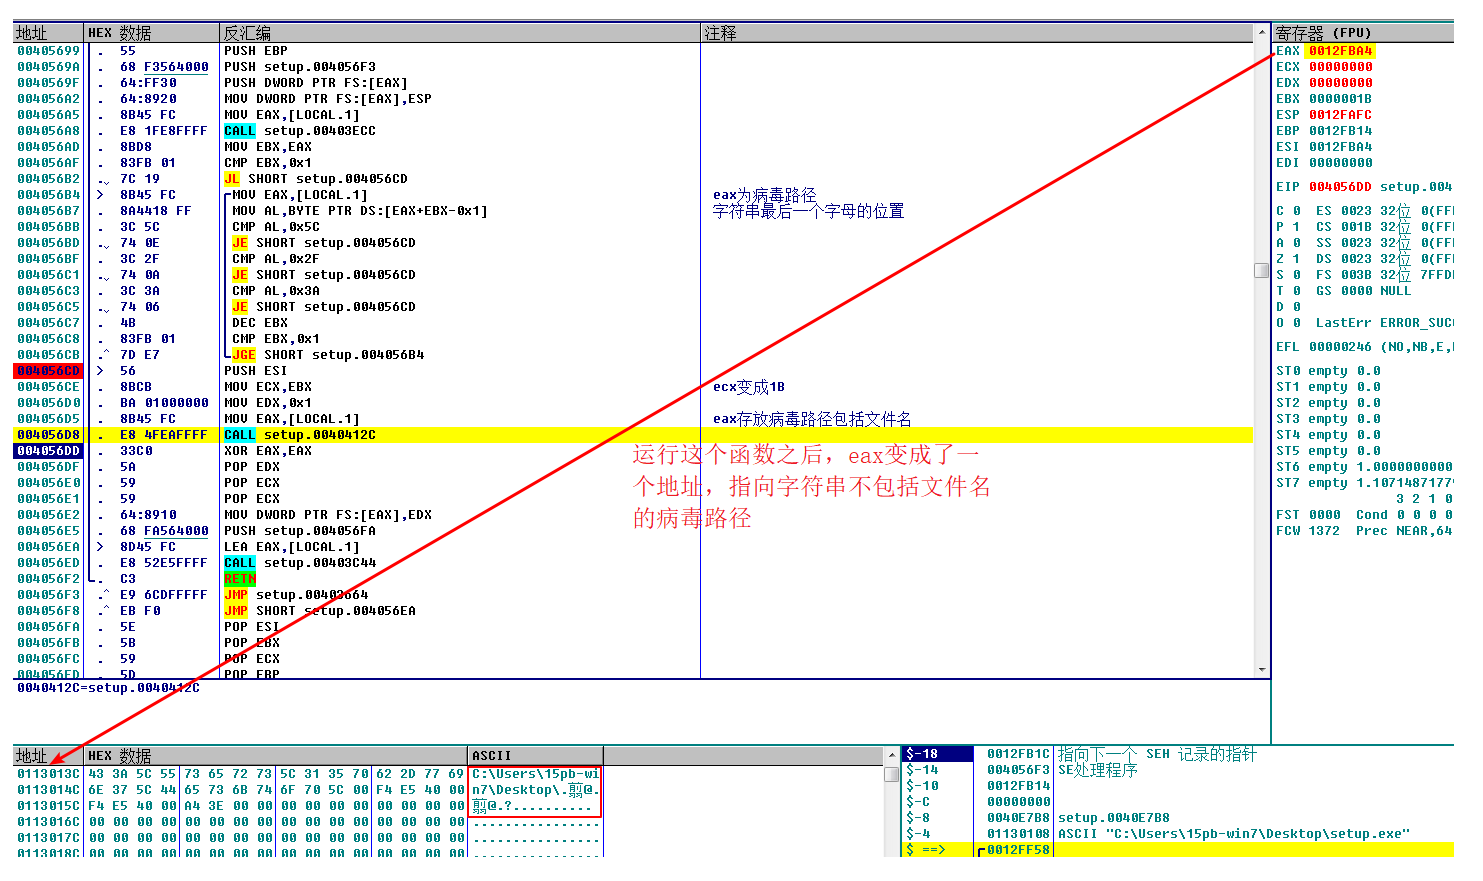 地址 HEX 数据 反汇编 注释 寄存器 (FPU)
00405699 . 55 PUSH EBP
0040569A . 68 F3564000 PUSH setup.004056F3
0040569F . 64:FF30 PUSH DWORD PTR FS:[EAX]
004056A2 . 64:8920 MOV DWORD PTR FS:[EAX],ESP
004056A5 . 8B45 FC MOV EAX,[LOCAL.1]
004056A8 . E8 1FE8FFFF CALL setup.00403ECC
004056AD . 8BD8 MOV EBX,EAX
004056AF . 83FB 01 CMP EBX,0x1
004056B2 . 7C 19 JL SHORT setup.004056CD
004056B4 > 8B45 FC MOV EAX,[LOCAL.1] eax为病毒路径
004056B7 . 8A4418 FF MOV AL,BYTE PTR DS:[EAX+EBX-0x1] 字符串最后一个字母的位置
004056BB . 3C 5C CMP AL,0x5C
004056BD . 74 0E JE SHORT setup.004056CD
004056BF . 3C 2F CMP AL,0x2F
004056C1 . 74 0A JE SHORT setup.004056CD
004056C3 . 3C 3A CMP AL,0x3A
004056C5 . 74 06 JE SHORT setup.004056CD
004056C7 . 4B DEC EBX
004056C8 . 83FB 01 CMP EBX,0x1
004056CB .^ 7D E7 JGE SHORT setup.004056B4
004056CD > 56 PUSH ESI
004056CE . 8BCB MOV ECX,EBX ecx变成1B
004056D0 . BA 01000000 MOV EDX,0x1
004056D5 . 8B45 FC MOV EAX,[LOCAL.1] eax存放病毒路径包括文件名
004056D8 . E8 4FEAFFFF CALL setup.0040412C
004056DD . 33C0 XOR EAX,EAX
004056DF . 5A POP EDX
004056E0 . 59 POP ECX
004056E1 . 59 POP ECX
004056E2 . 64:8910 MOV DWORD PTR FS:[EAX],EDX
004056E5 . 68 FA564000 PUSH setup.004056FA
004056EA > 8D45 FC LEA EAX,[LOCAL.1]
004056ED . E8 52E5FFFF CALL setup.00403C44
004056F2 . C3 RETN
004056F3 .^ E9 6CDFFFFF JMP setup.00403664
004056F8 .^ EB F0 JMP SHORT setup.004056EA
004056FA . 5E POP ESI
004056FB . 5B POP EBX
004056FC . 59 POP ECX
004056FD . 5D POP EBP
0040412C=setup.0040412C
运行这个函数之后，eax变成了一
个地址，指向字符串不包括文件名
的病毒路径
EAX 0012FBA4
ECX 00000000
EDX 00000000
EBX 0000001B
ESP 0012FAFC
EBP 0012FB14
ESI 0012FBA4
EDI 00000000
EIP 004056DD setup.004
C 0 ES 0023 32位 0(FF
P 1 CS 001B 32位 0(FF
A 0 SS 0023 32位 0(FF
Z 1 DS 0023 32位 0(FF
S 0 FS 003B 32位 7FFD
T 0 GS 0000 NULL
D 0
O 0 LastErr ERROR_SUC
EFL 00000246 (NO,NB,E,
ST0 empty 0.0
ST1 empty 0.0
ST2 empty 0.0
ST3 empty 0.0
ST4 empty 0.0
ST5 empty 0.0
ST6 empty 1.0000000000
ST7 empty 1.1071487177
3 2 1 0
FST 0000 Cond 0 0 0 0
FCW 1372 Prec NEAR,64
地址 HEX 数据 ASCII
0113013C 43 3A 5C 55 73 65 72 73 5C 31 35 70 62 2D 77 69 C:\Users\15pb-wi
0113014C 6E 37 5C 44 65 73 6B 74 6F 70 5C 00 F4 E5 40 00 n7\Desktop\.翦@.
0113015C F4 E5 40 00 A4 3E 00 00 00 00 00 00 00 00 00 00 翦@.?..........
0113016C 00 00 00 00 00 00 00 00 00 00 00 00 00 00 00 00 ................
0113017C 00 00 00 00 00 00 00 00 00 00 00 00 00 00 00 00 ................
0113018C 00 00 00 00 00 00 00 00 00 00 00 00 00 00 00 00 ................
$-18 0012FB1C 指向下一个 SEH 记录的指针
$-14 004056F3 SE处理程序
$-10 0012FB14
$-C 00000000
$-8 0040E7B8 setup.0040E7B8
$-4 01130108 ASCII "C:\Users\15pb-win7\Desktop\setup.exe"
$ ==> 0012FF58